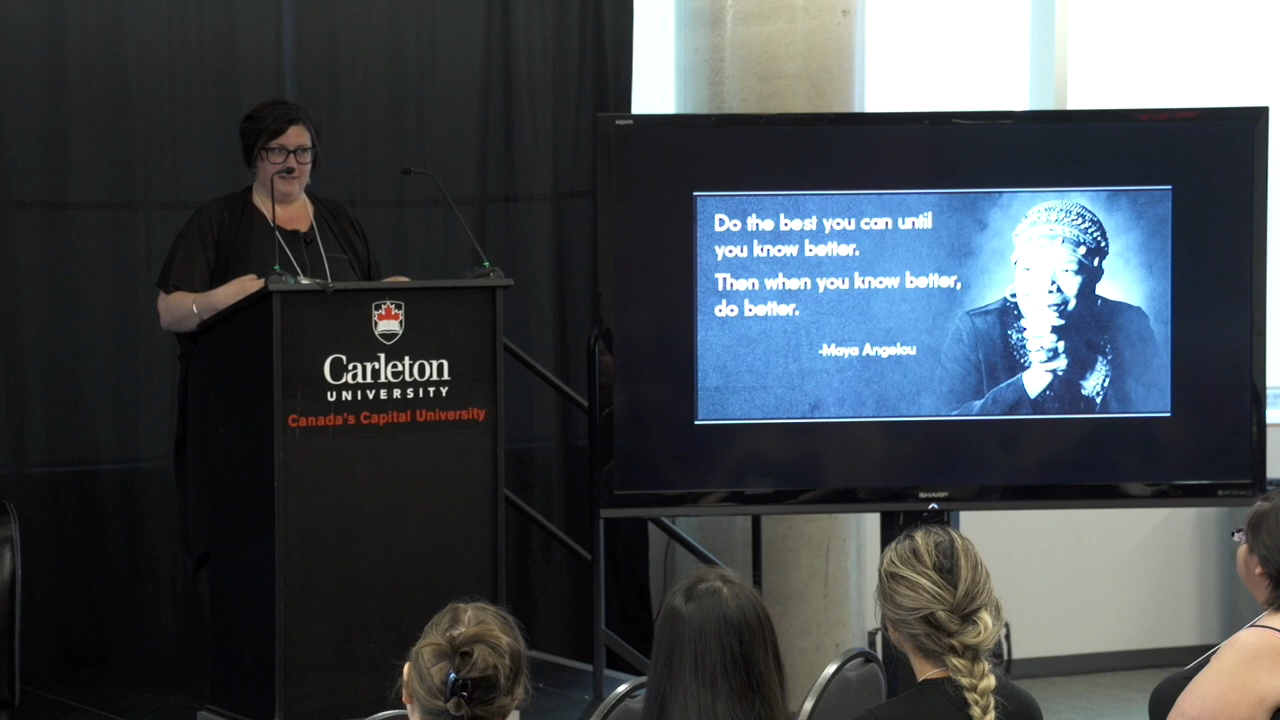 Carleton
UNIVERSITY
Canada's Capital University
AQUOS
Do the best you can until
you know better.
Then when you know better,
do better.
-Maya Angelou
SHARP